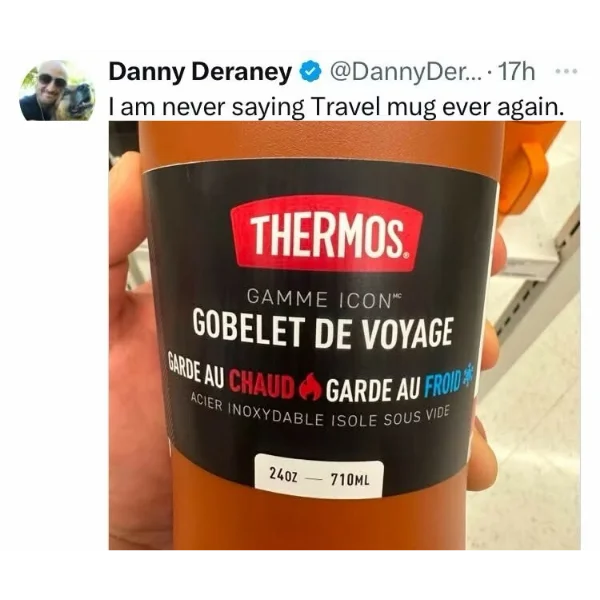 Danny Deraney @DannyDer... · 17h ...
I am never saying Travel mug ever again.
THERMOS®
GAMME ICON MC
GOBELET DE VOYAGE
GARDE AU CHAUD GARDE AU FROID
ACIER INOXYDABLE ISOLE SOUS VIDE
24OZ — 710ML